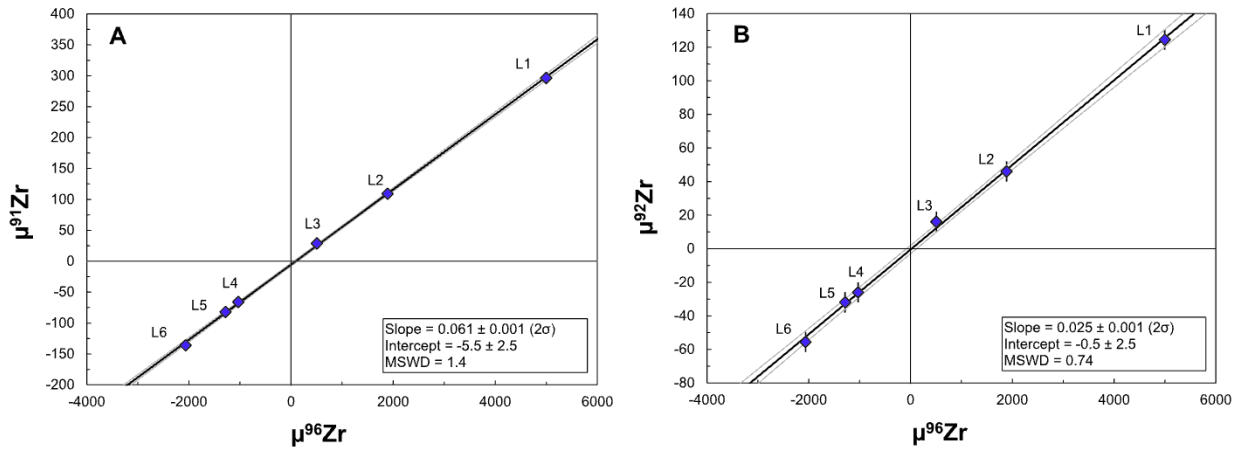 A
400
350
300
250
200
150
100
50
0
-50
-100
-150
-200
μ⁹¹Zr
L1
L2
L3
L4
L5
L6
Slope = 0.061 ± 0.001 (2σ)
Intercept = -5.5 ± 2.5
MSWD = 1.4
-4000 -2000 0 2000 4000 6000
μ⁹⁶Zr
B
140
120
100
80
60
40
20
0
-20
-40
-60
-80
μ⁹²Zr
L1
L2
L3
L4
L5
L6
Slope = 0.025 ± 0.001 (2σ)
Intercept = -0.5 ± 2.5
MSWD = 0.74
-4000 -2000 0 2000 4000 6000
μ⁹⁶Zr